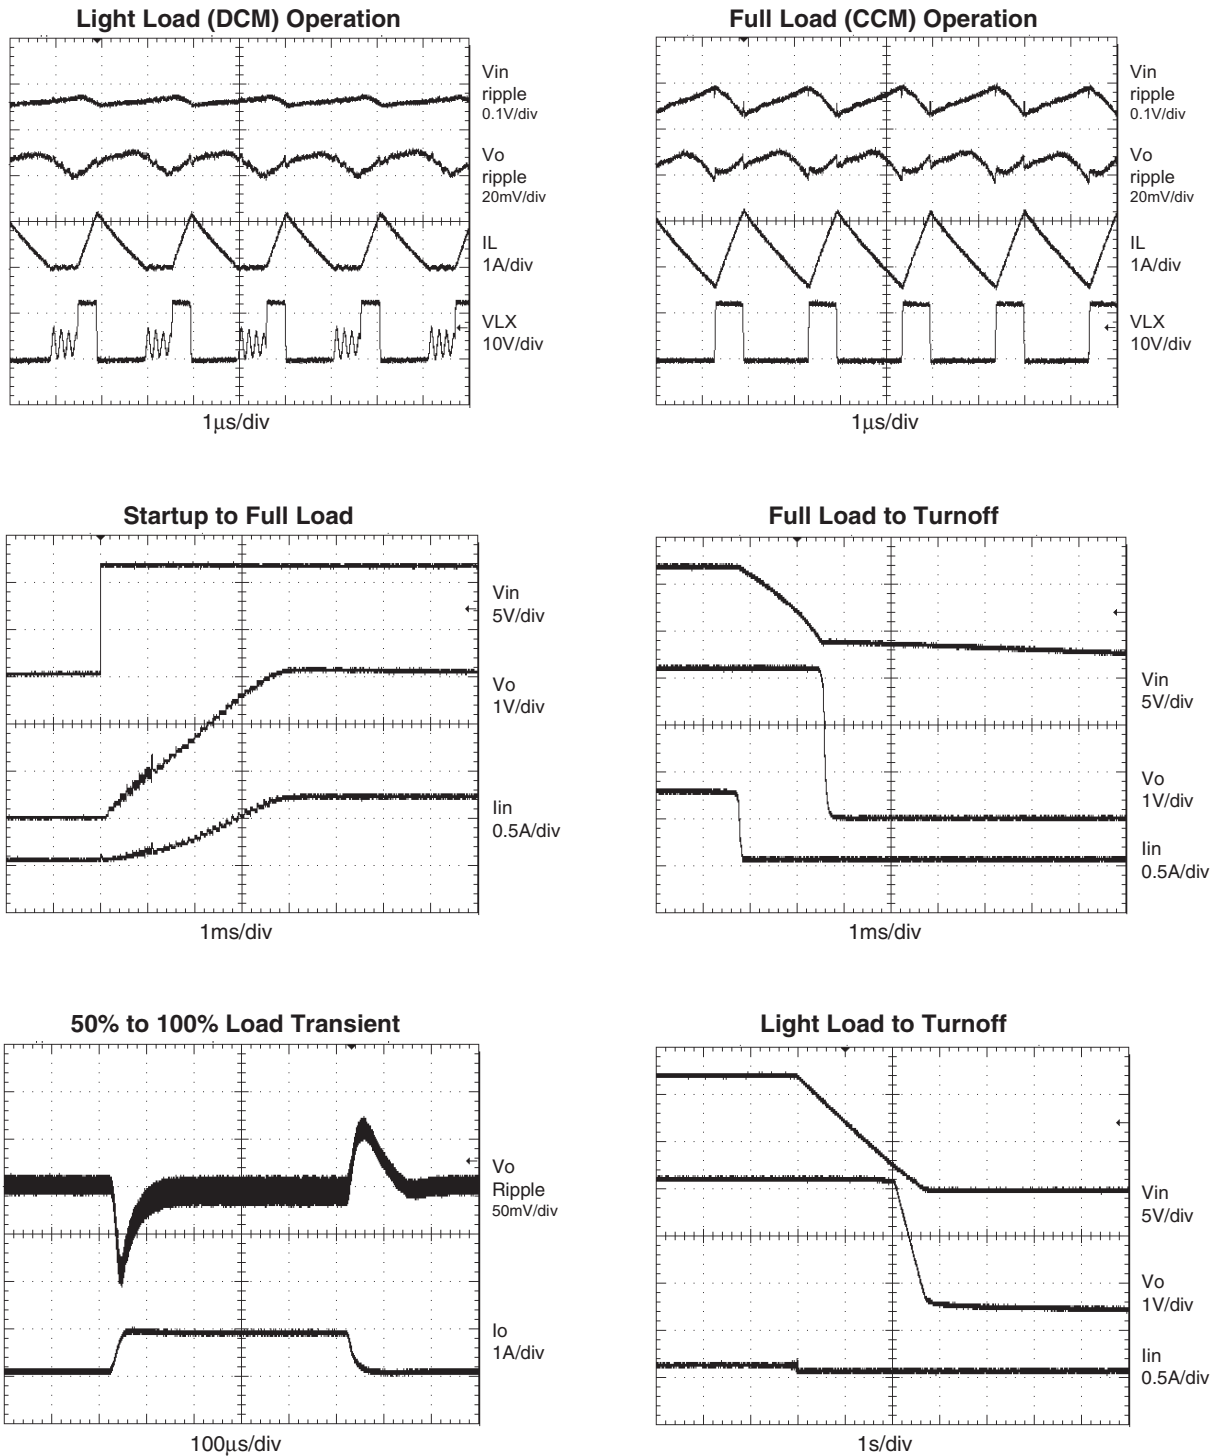 Light Load (DCM) Operation
Vin
ripple
0.1V/div
Vo
ripple
20mV/div
IL
1A/div
VLX
10V/div
1μs/div
Full Load (CCM) Operation
Vin
ripple
0.1V/div
Vo
ripple
20mV/div
IL
1A/div
VLX
10V/div
1μs/div
Startup to Full Load
Vin
5V/div
Vo
1V/div
Iin
0.5A/div
1ms/div
Full Load to Turnoff
Vin
5V/div
Vo
1V/div
Iin
0.5A/div
1ms/div
50% to 100% Load Transient
Vo
Ripple
50mV/div
Io
1A/div
100μs/div
Light Load to Turnoff
Vin
5V/div
Vo
1V/div
Iin
0.5A/div
1s/div